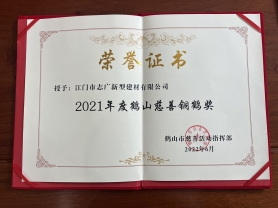 荣誉证书
授予：江门市志广新型建材有限公司
2021年度鹤山慈善铜鹤奖
鹤山市慈善活动指挥部
2022年6月